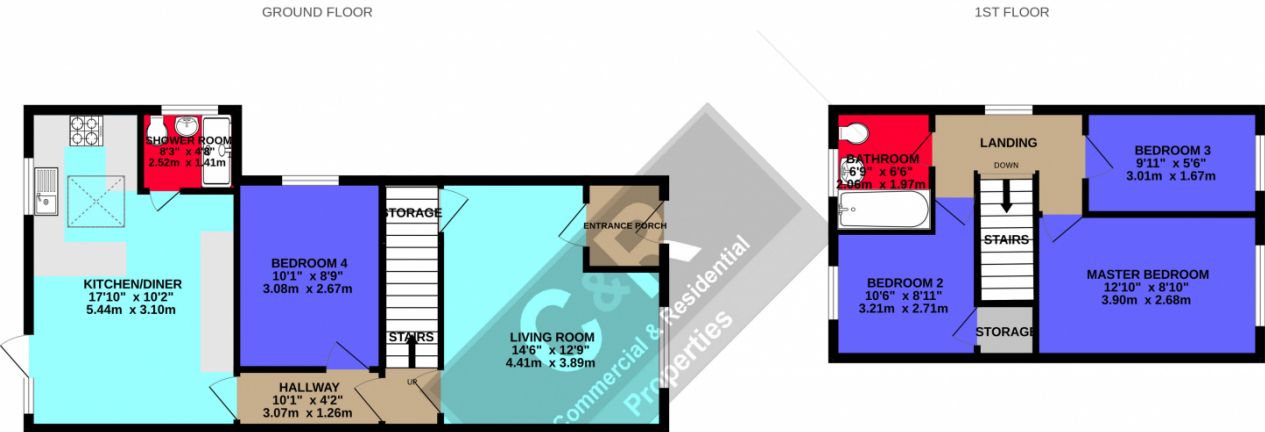 GROUND FLOOR
1ST FLOOR
SHOWER ROOM
8'3" x 4'8"
2.52m x 1.41m
KITCHEN/DINER
17'10" x 10'2"
5.44m x 3.10m
BEDROOM 4
10'1" x 8'9"
3.08m x 2.67m
STORAGE
STAIRS
UP
HALLWAY
10'1" x 4'2"
3.07m x 1.26m
ENTRANCE PORCH
LIVING ROOM
14'6" x 12'9"
4.41m x 3.89m
C&R
Commercial & Residential
Properties
BATHROOM
6'9" x 6'6"
2.06m x 1.97m
LANDING
DOWN
STAIRS
BEDROOM 3
9'11" x 5'6"
3.01m x 1.67m
BEDROOM 2
10'6" x 8'11"
3.21m x 2.71m
STORAGE
MASTER BEDROOM
12'10" x 8'10"
3.90m x 2.68m